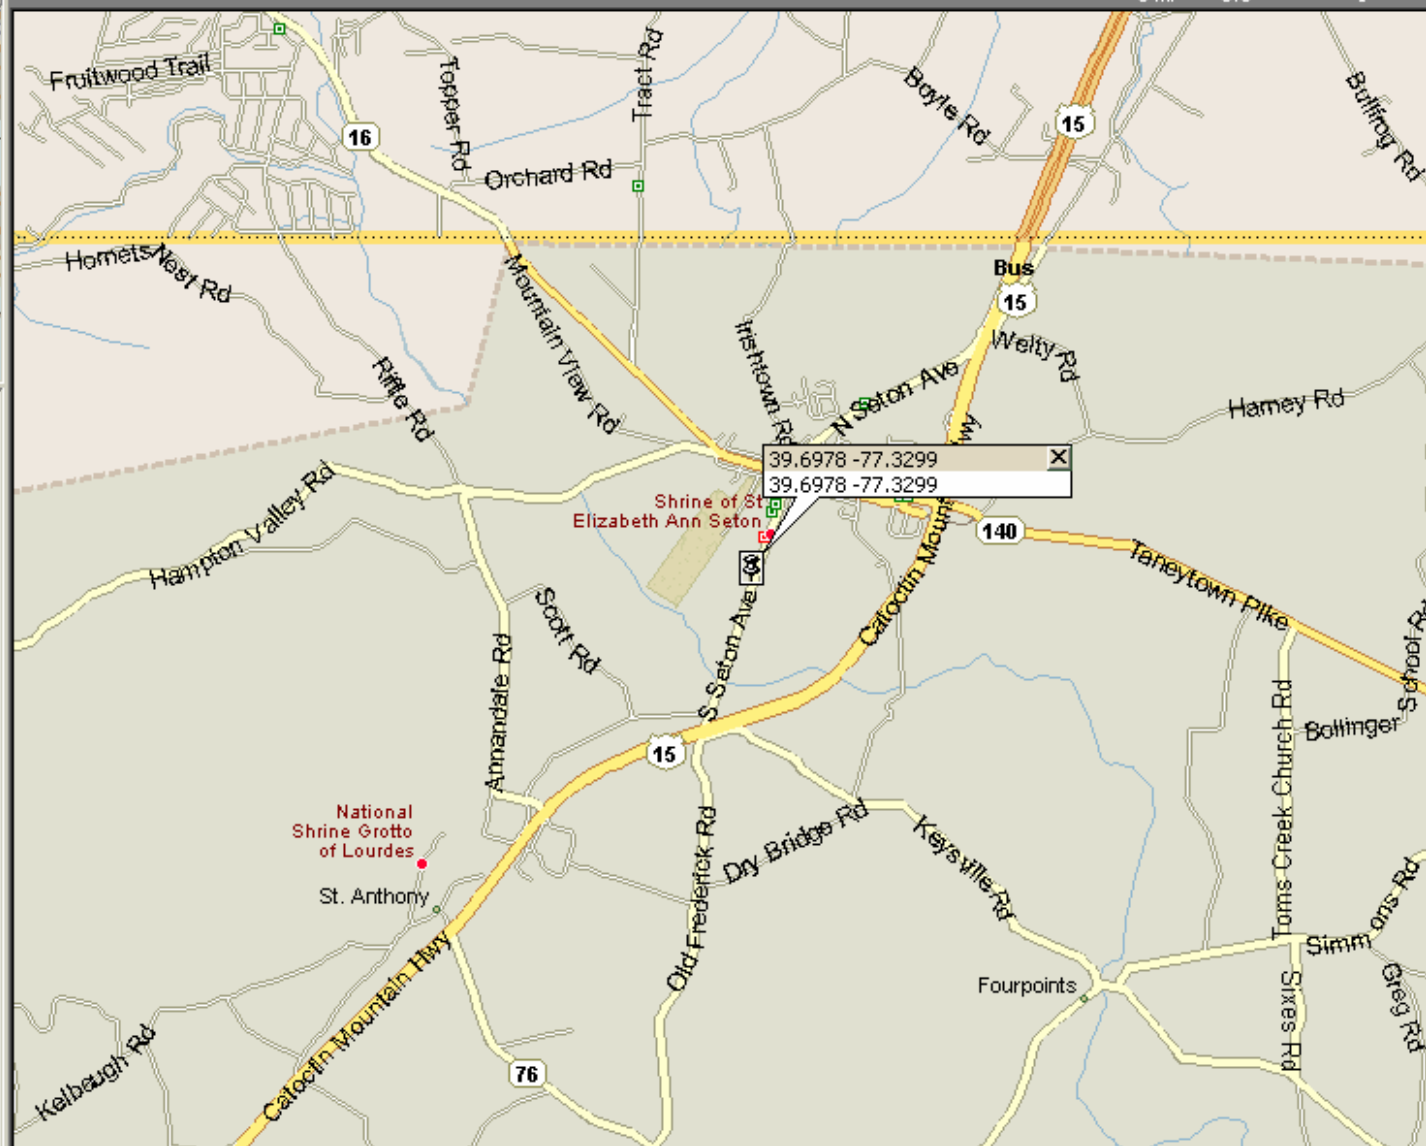 Fruitwood Trail
Topper Rd
Tract Rd
Boyle Rd
Bullfrog Rd
16
15
Orchard Rd
Hornets Nest Rd
Bus
15
Mountain View Rd
Irishtown Rd
Welty Rd
Riffle Rd
N Seton Ave
Harney Rd
39.6978 -77.3299
39.6978 -77.3299
Hampton Valley Rd
Shrine of St
Elizabeth Ann Seton
140
Taneytown Pike
Catoctin Mount
wy
Scott Rd
S Seton Ave
Annandale Rd
School R
Toms Creek Church Rd
Bollinger
15
National
Shrine Grotto
of Lourdes
St. Anthony
Dry Bridge Rd
Keysville Rd
Old Frederick Rd
Simmons Rd
Catoctin Mountain Hwy
Fourpoints
Sixes Rd
Greg Rd
Kelbaugh Rd
76